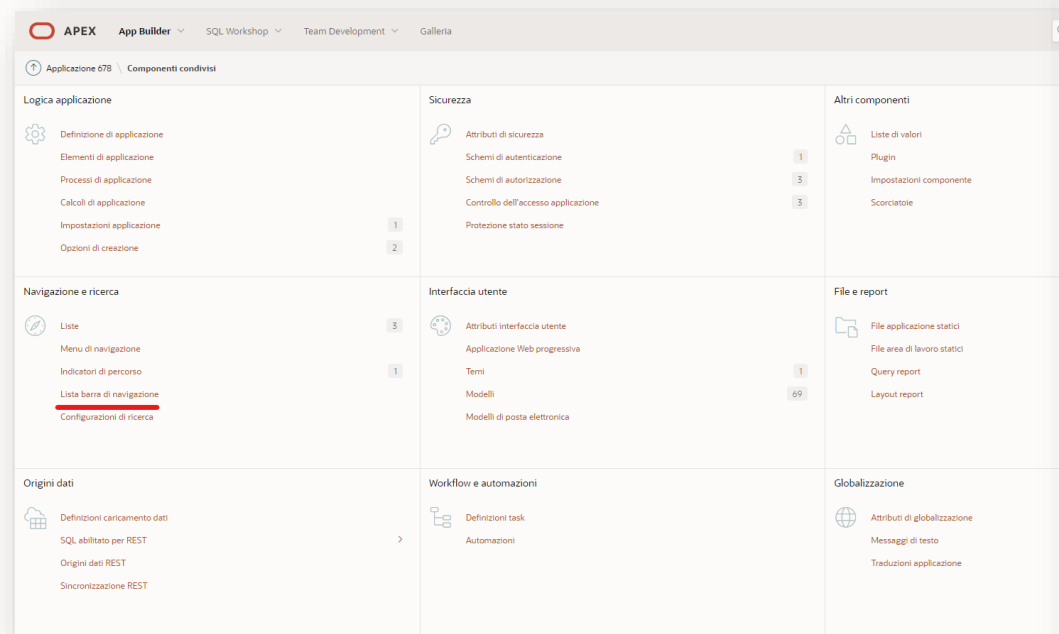 APEX App Builder SQL Workshop Team Development Galleria
Applicazione 678 \ Componenti condivisi
Logica applicazione
Definizione di applicazione
Elementi di applicazione
Processi di applicazione
Calcoli di applicazione
Impostazioni applicazione 1
Opzioni di creazione 2
Sicurezza
Attributi di sicurezza
Schemi di autenticazione 1
Schemi di autorizzazione 3
Controllo dell'accesso applicazione 3
Protezione stato sessione
Altri componenti
Liste di valori
Plugin
Impostazioni componente
Scorciatoie
Navigazione e ricerca
Liste 3
Menu di navigazione
Indicatori di percorso 1
Lista barra di navigazione
Configurazioni di ricerca
Interfaccia utente
Attributi interfaccia utente
Applicazione Web progressiva
Temi 1
Modelli 69
Modelli di posta elettronica
File e report
File applicazione statici
File area di lavoro statici
Query report
Layout report
Origini dati
Definizioni caricamento dati
SQL abilitato per REST
Origini dati REST
Sincronizzazione REST
Workflow e automazioni
Definizioni task
Automazioni
Globalizzazione
Attributi di globalizzazione
Messaggi di testo
Traduzioni applicazione